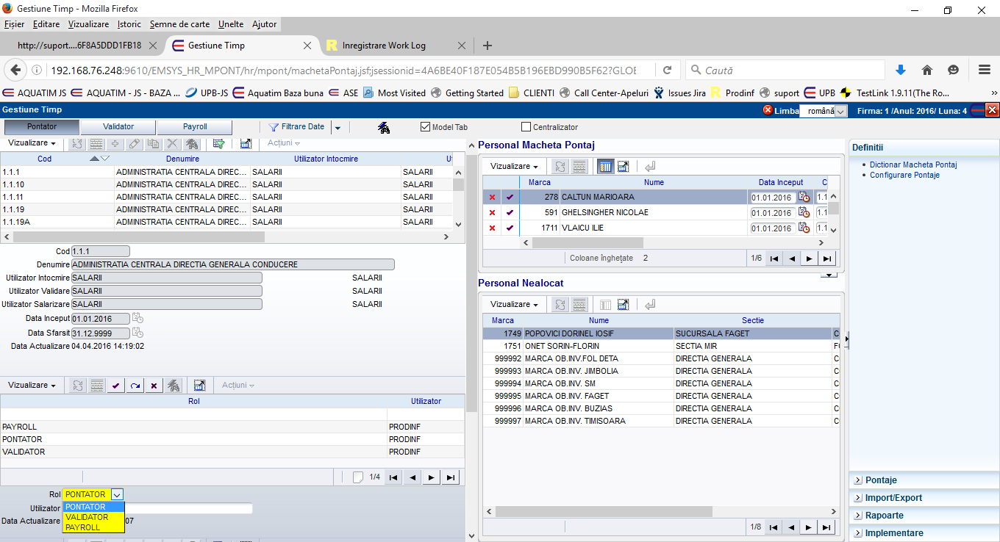 Gestiune Timp - Mozilla Firefox
Fișier Editare Vizualizare Istoric Semne de carte Unelte Ajutor
http://suport....6F8A5DDD1FB18 Gestiune Timp Inregistrare Work Log
192.168.76.248:9610/EMSYS_HR_MPONT/hr/mpont/machetaPontaj.jsf;jsessionid=4A6BE40F187E054B5B196EBD990B5F62?GLOE Caută
AQUATIM JS AQUATIM - JS - BAZA ... UPB-JS Aquatim Baza buna ASE Most Visited Getting Started CLIENTI Call Center-Apeluri Issues Jira Prodinf suport UPB TestLink 1.9.11(The Ro...
Gestiune Timp Limba română Firma: 1 /Anul: 2016/ Luna: 4
Pontator Validator Payroll Filtrare Date Model Tab Centralizator
Vizualizare Acțiuni
Cod Denumire Utilizator Intocmire Ut
1.1.1 ADMINISTRATIA CENTRALA DIREC... SALARII SALARII
1.1.10 ADMINISTRATIA CENTRALA DIREC... SALARII SALARII
1.1.11 ADMINISTRATIA CENTRALA DIREC... SALARII SALARII
1.1.19 ADMINISTRATIA CENTRALA DIREC... SALARII SALARII
1.1.19A ADMINISTRATIA CENTRALA DIREC... SALARII SALARII
Cod 1.1.1
Denumire ADMINISTRATIA CENTRALA DIRECTIA GENERALA CONDUCERE
Utilizator Intocmire SALARII SALARII
Utilizator Validare SALARII SALARII
Utilizator Salarizare SALARII SALARII
Data Inceput 01.01.2016
Data Sfarsit 31.12.9999
Data Actualizare 04.04.2016 14:19:02
Vizualizare Acțiuni
Rol Utilizator
PAYROLL PRODINF
PONTATOR PRODINF
VALIDATOR PRODINF
1/4
Rol PONTATOR
Utilizator PONTATOR
VALIDATOR
Data Actualizare 07
PAYROLL
Personal Macheta Pontaj
Vizualizare
Marca Nume Data Inceput C
278 CALTUN MARIOARA 01.01.2016 1.1
591 GHELSINGHER NICOLAE 01.01.2016 1.1
1711 VLAICU ILIE 01.01.2016 1.1
Coloane înghețate 2 1/6
Personal Nealocat
Vizualizare
Marca Nume Sectie
1749 POPOVICI DORINEL IOSIF SUCURSALA FAGET C
1751 ONET SORIN-FLORIN SECTIA MIR FO
999992 MARCA OB.INV.FOL DETA DIRECTIA GENERALA C
999993 MARCA OB.INV. JIMBOLIA DIRECTIA GENERALA C
999994 MARCA OB.INV. SM DIRECTIA GENERALA C
999995 MARCA OB.INV. FAGET DIRECTIA GENERALA C
999996 MARCA OB.INV. BUZIAS DIRECTIA GENERALA C
999997 MARCA OB.INV. TIMISOARA DIRECTIA GENERALA C
1/8
Definitii
Dictionar Macheta Pontaj
Configurare Pontaje
Pontaje
Import/Export
Rapoarte
Implementare